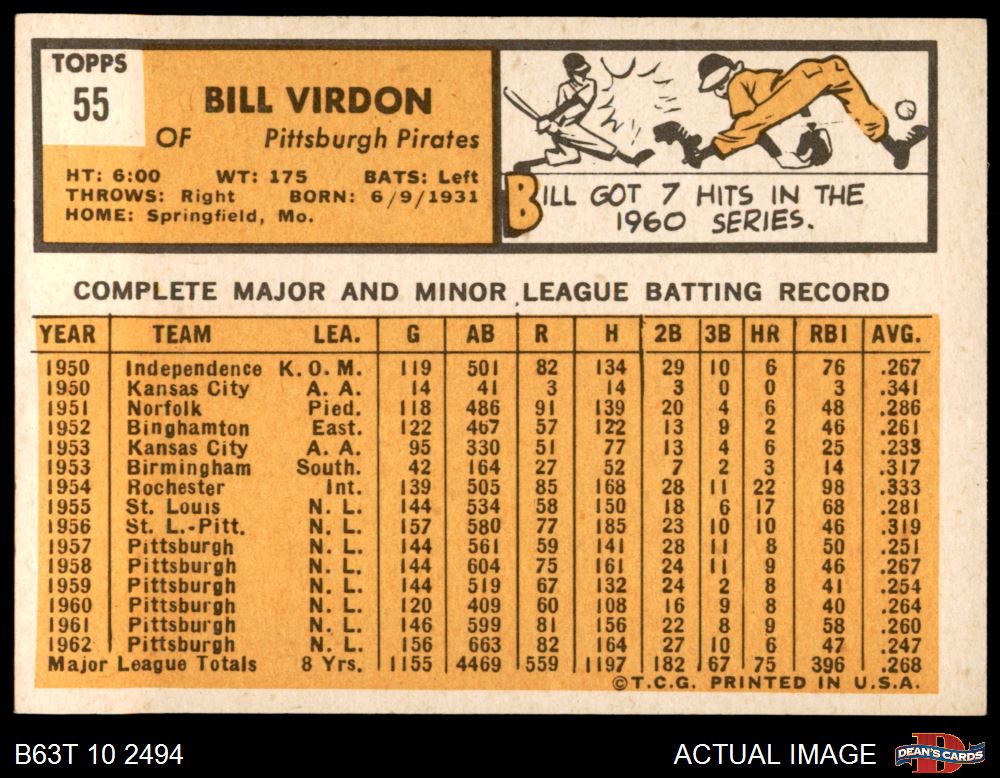 TOPPS
55
BILL VIRDON
OF Pittsburgh Pirates
HT: 6:00 WT: 175 BATS: Left
THROWS: Right BORN: 6/9/1931
HOME: Springfield, Mo.
BILL GOT 7 HITS IN THE
1960 SERIES.
COMPLETE MAJOR AND MINOR LEAGUE BATTING RECORD
YEAR TEAM LEA. G AB R H 2B 3B HR RBI AVG.
1950 Independence K. O. M. 119 501 82 134 29 10 6 76 .267
1950 Kansas City A. A. 14 41 3 14 3 0 0 3 .341
1951 Norfolk Pied. 118 486 91 139 20 4 6 48 .286
1952 Binghamton East. 122 467 57 122 13 9 2 46 .261
1953 Kansas City A. A. 95 330 51 77 13 4 6 25 .233
1953 Birmingham South. 42 164 27 52 7 2 3 14 .317
1954 Rochester Int. 139 505 85 168 28 11 22 98 .333
1955 St. Louis N. L. 144 534 58 150 18 6 17 68 .281
1956 St. L.-Pitt. N. L. 157 580 77 185 23 10 10 46 .319
1957 Pittsburgh N. L. 144 561 59 141 28 11 8 50 .251
1958 Pittsburgh N. L. 144 604 75 161 24 11 9 46 .267
1959 Pittsburgh N. L. 144 519 67 132 24 2 8 41 .254
1960 Pittsburgh N. L. 120 409 60 108 16 9 8 40 .264
1961 Pittsburgh N. L. 146 599 81 156 22 8 9 58 .260
1962 Pittsburgh N. L. 156 663 82 164 27 10 6 47 .247
Major League Totals 8 Yrs. 1155 4469 559 1197 182 67 75 396 .268
©T.C.G. PRINTED IN U.S.A.
B63T 10 2494 ACTUAL IMAGE DEAN'S CARDS